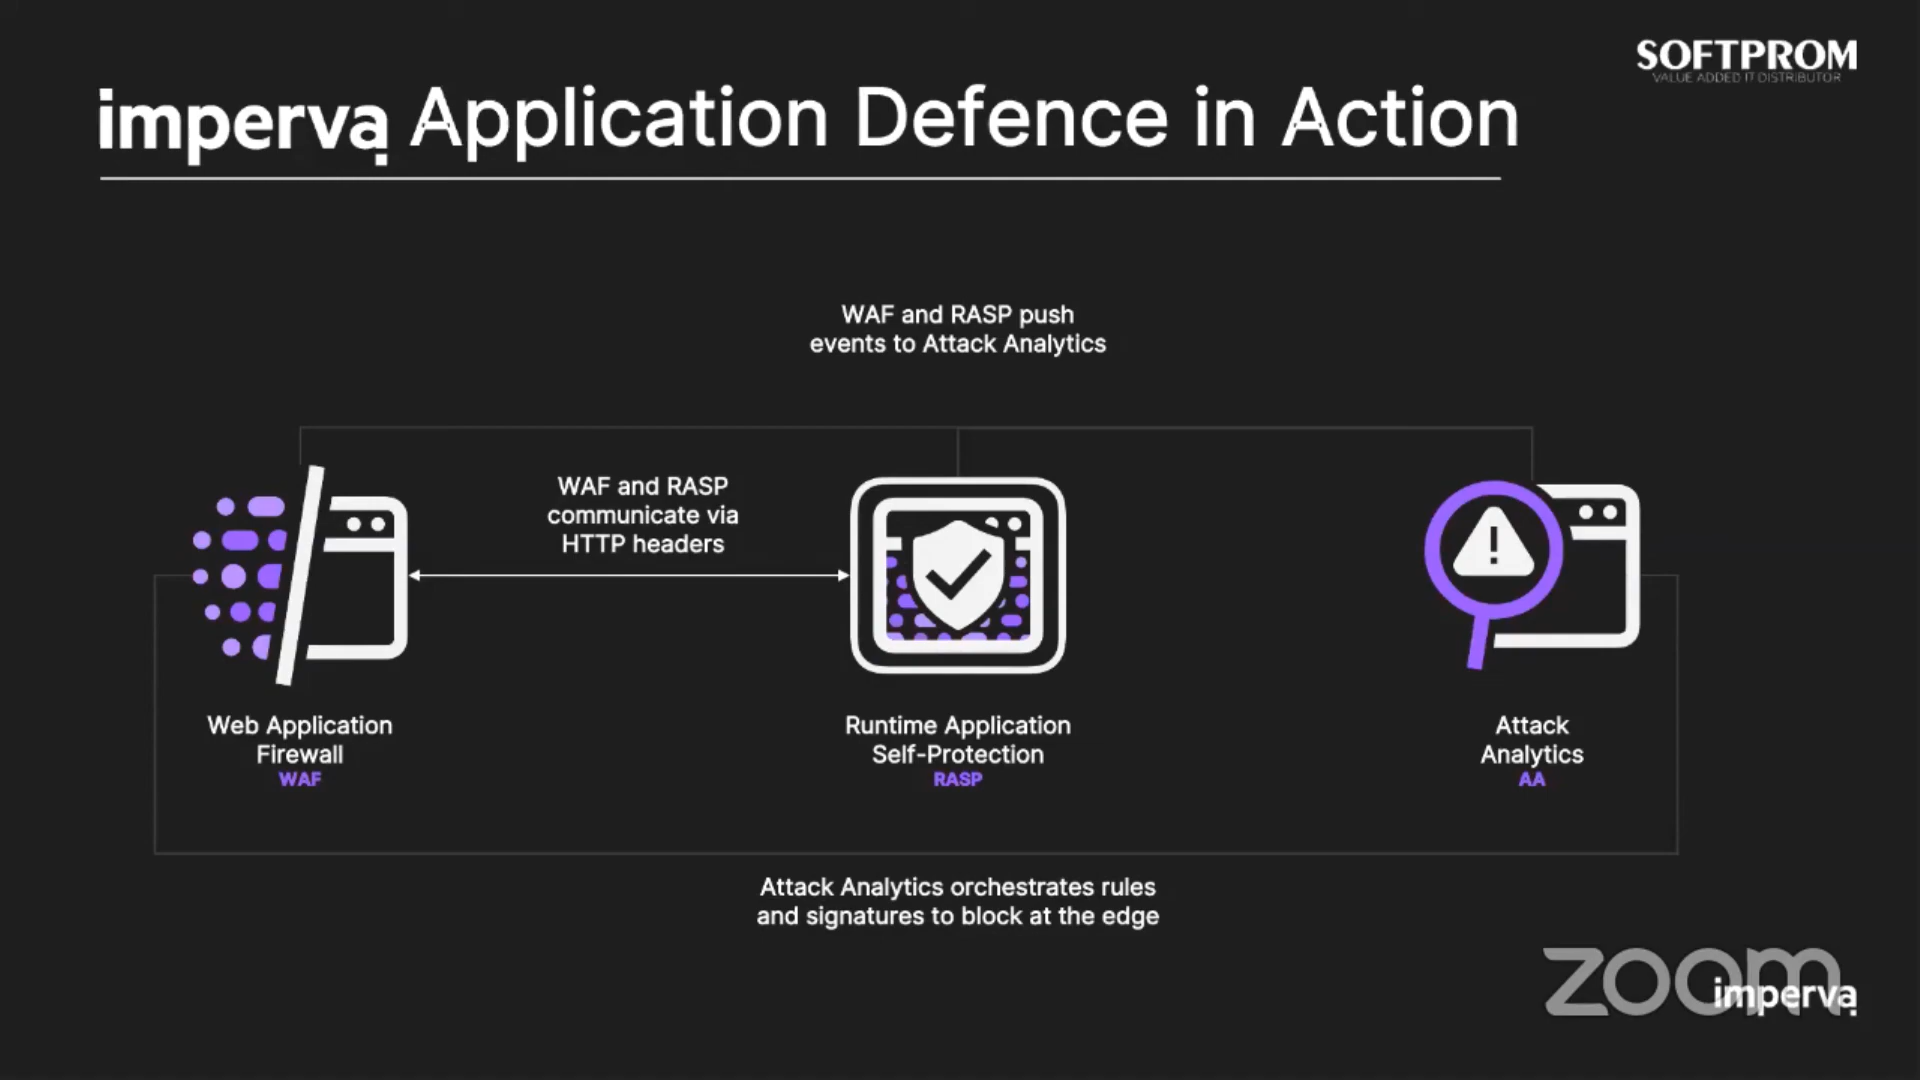 SOFTPROM
VALUE ADDED IT DISTRIBUTOR
imperva Application Defence in Action
WAF and RASP push
events to Attack Analytics
WAF and RASP
communicate via
HTTP headers
Web Application
Firewall
WAF
Runtime Application
Self-Protection
RASP
Attack
Analytics
AA
Attack Analytics orchestrates rules
and signatures to block at the edge
zoom
imperva